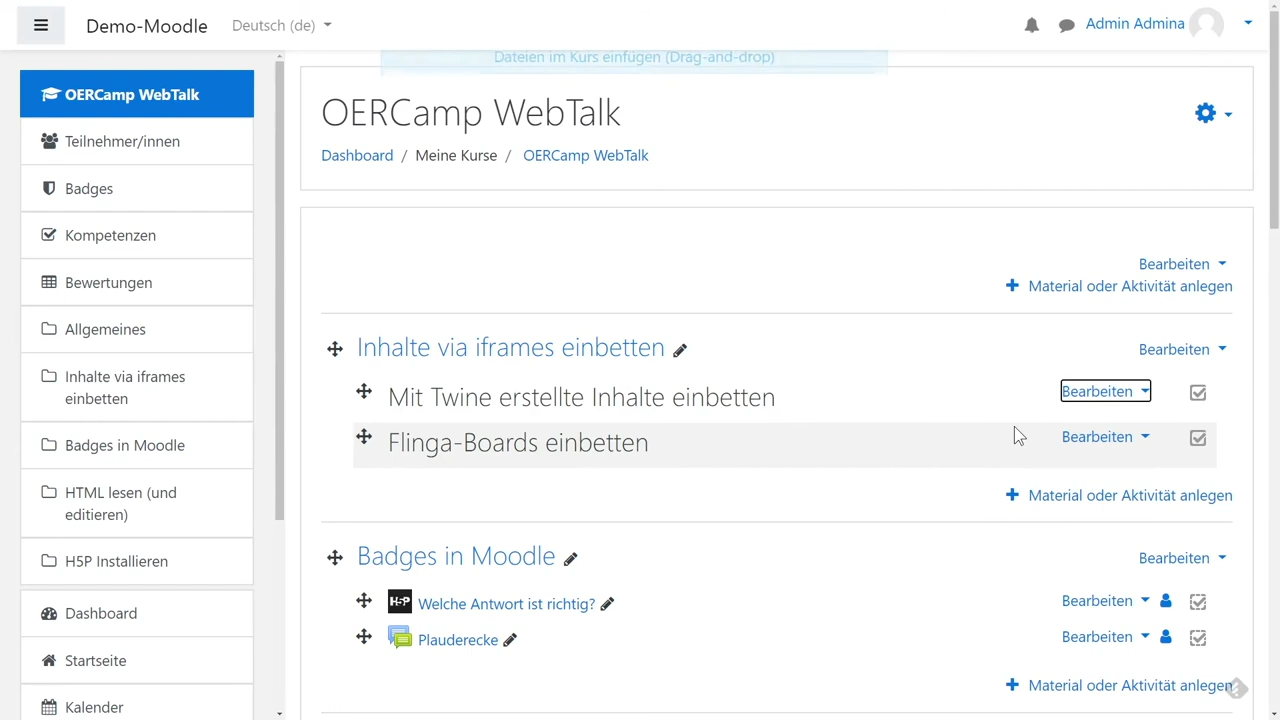 Demo-Moodle Deutsch (de) Admin Admina
Dateien im Kurs einfügen (Drag-and-drop)
OERCamp WebTalk
Teilnehmer/innen
Badges
Kompetenzen
Bewertungen
Allgemeines
Inhalte via iframes
einbetten
Badges in Moodle
HTML lesen (und
editieren)
H5P Installieren
Dashboard
Startseite
Kalender
OERCamp WebTalk
Dashboard / Meine Kurse / OERCamp WebTalk
Bearbeiten
Material oder Aktivität anlegen
Inhalte via iframes einbetten Bearbeiten
Mit Twine erstellte Inhalte einbetten Bearbeiten
Flinga-Boards einbetten Bearbeiten
Material oder Aktivität anlegen
Badges in Moodle Bearbeiten
H5P Welche Antwort ist richtig? Bearbeiten
Plauderecke Bearbeiten
Material oder Aktivität anlegen